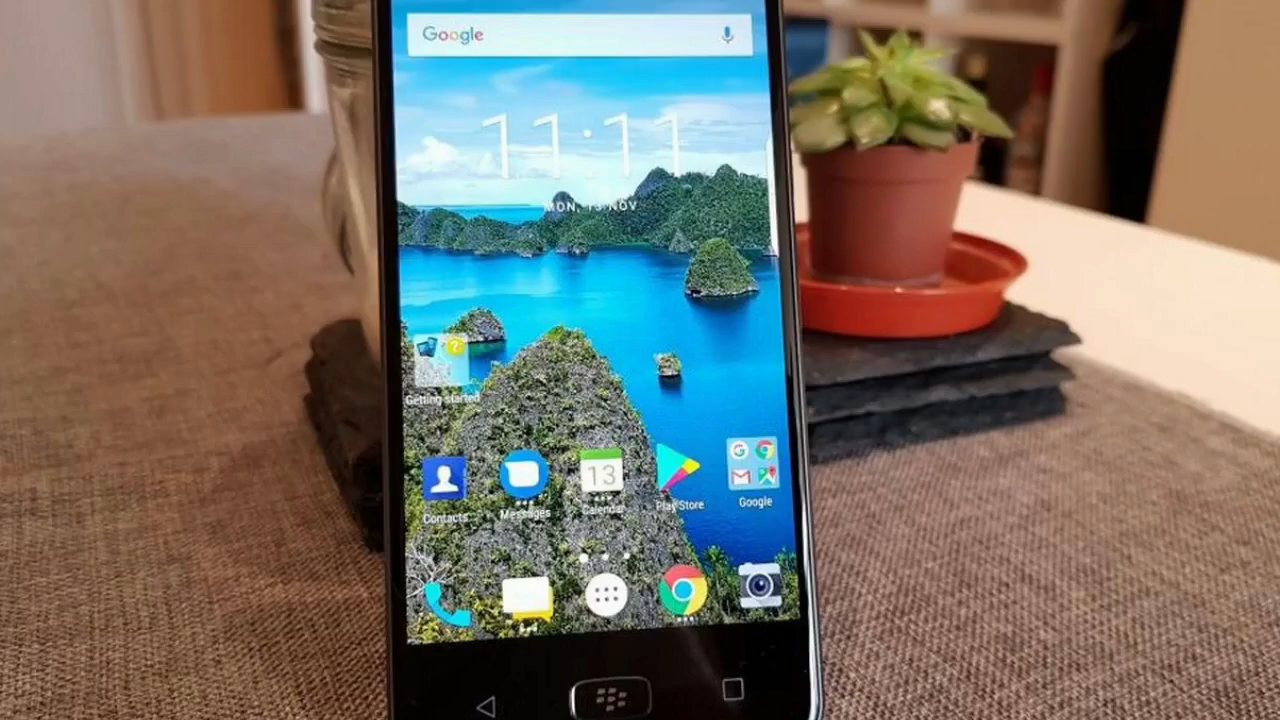 Google
11:11
MON, 13 NOV
Getting started
13
Contacts
Messages
Calendar
Play Store
Google